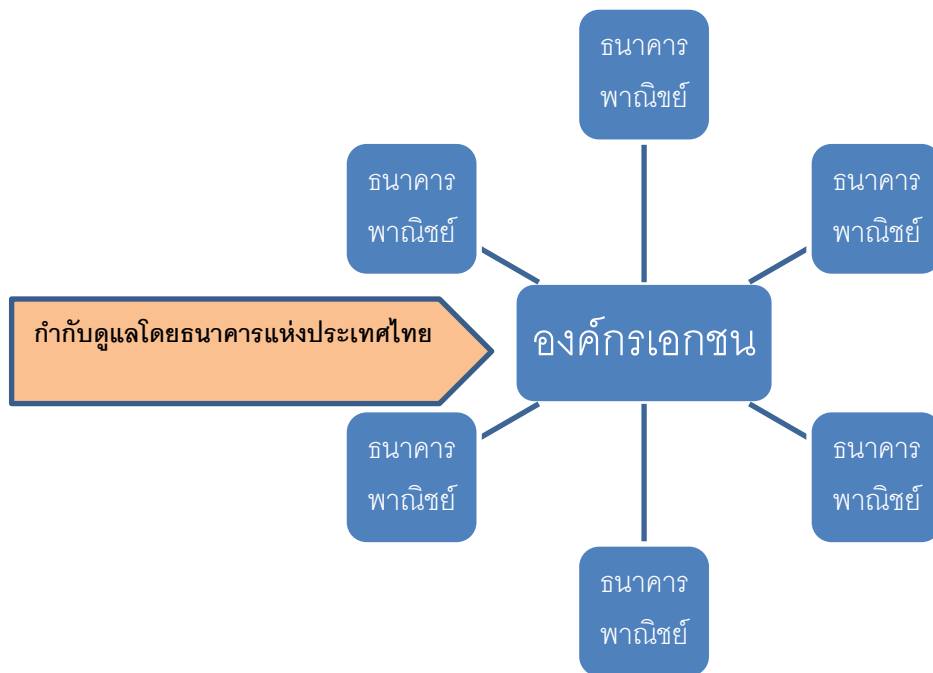 ธนาคาร
พาณิขย์
ธนาคาร
พาณิชย์
ธนาคาร
พาณิชย์
กำกับดูแลโดยธนาคารแห่งประเทศไทย
องค์กรเอกชน
ธนาคาร
พาณิชย์
ธนาคาร
พาณิชย์
ธนาคาร
พาณิชย์